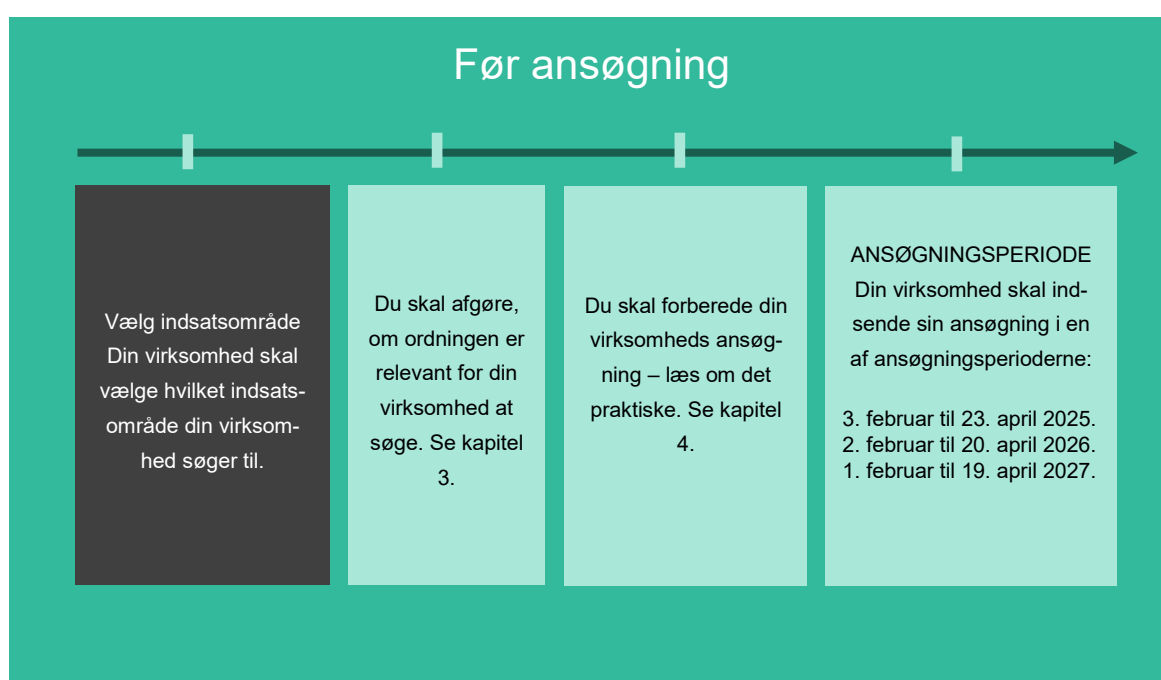 Før ansøgning
Vælg indsatsområde
Din virksomhed skal
vælge hvilket indsats-
område din virksom-
hed søger til.
Du skal afgøre,
om ordningen er
relevant for din
virksomhed at
søge. Se kapitel
3.
Du skal forberede din
virksomheds ansøg-
ning – læs om det
praktiske. Se kapitel
4.
ANSØGNINGSPERIODE
Din virksomhed skal ind-
sende sin ansøgning i en
af ansøgningsperioderne:
3. februar til 23. april 2025.
2. februar til 20. april 2026.
1. februar til 19. april 2027.